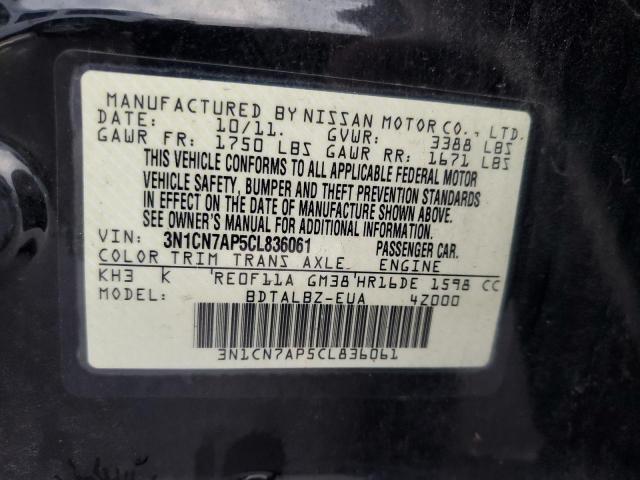 MANUFACTURED BY NISSAN MOTOR CO., LTD.
DATE: 10/11. GVWR: 3388 LBS
GAWR FR: 1750 LBS GAWR RR: 1671 LBS
THIS VEHICLE CONFORMS TO ALL APPLICABLE FEDERAL MOTOR
VEHICLE SAFETY, BUMPER AND THEFT PREVENTION STANDARDS
IN EFFECT ON THE DATE OF MANUFACTURE SHOWN ABOVE.
SEE OWNER'S MANUAL FOR ADDITIONAL INFORMATION.
VIN: 3N1CN7AP5CL836061 PASSENGER CAR.
COLOR TRIM TRANS AXLE ENGINE
KH3 K 'RE0F11A GM38'HR16DE 1598 CC
MODEL: BDTALBZ-EUA 4Z000
3N1CN7AP5CL836061